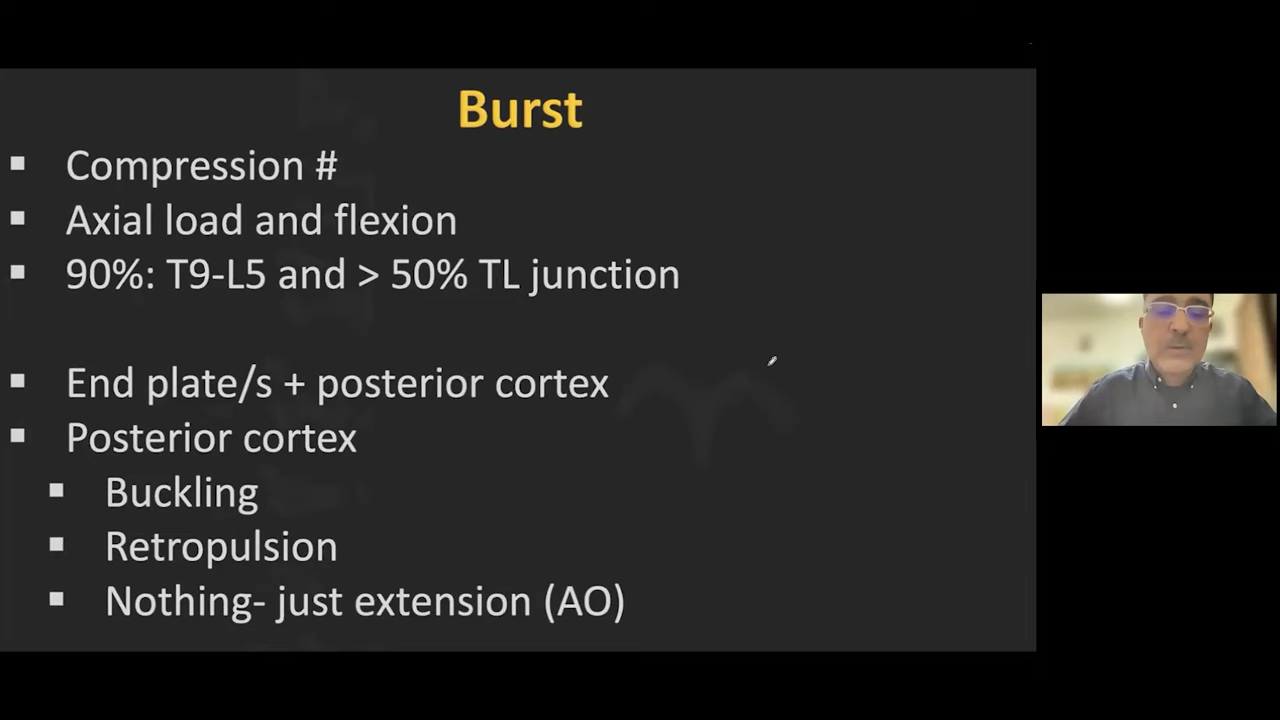 Burst
▪ Compression #
▪ Axial load and flexion
▪ 90%: T9-L5 and > 50% TL junction
▪ End plate/s + posterior cortex
▪ Posterior cortex
▪ Buckling
▪ Retropulsion
▪ Nothing- just extension (AO)